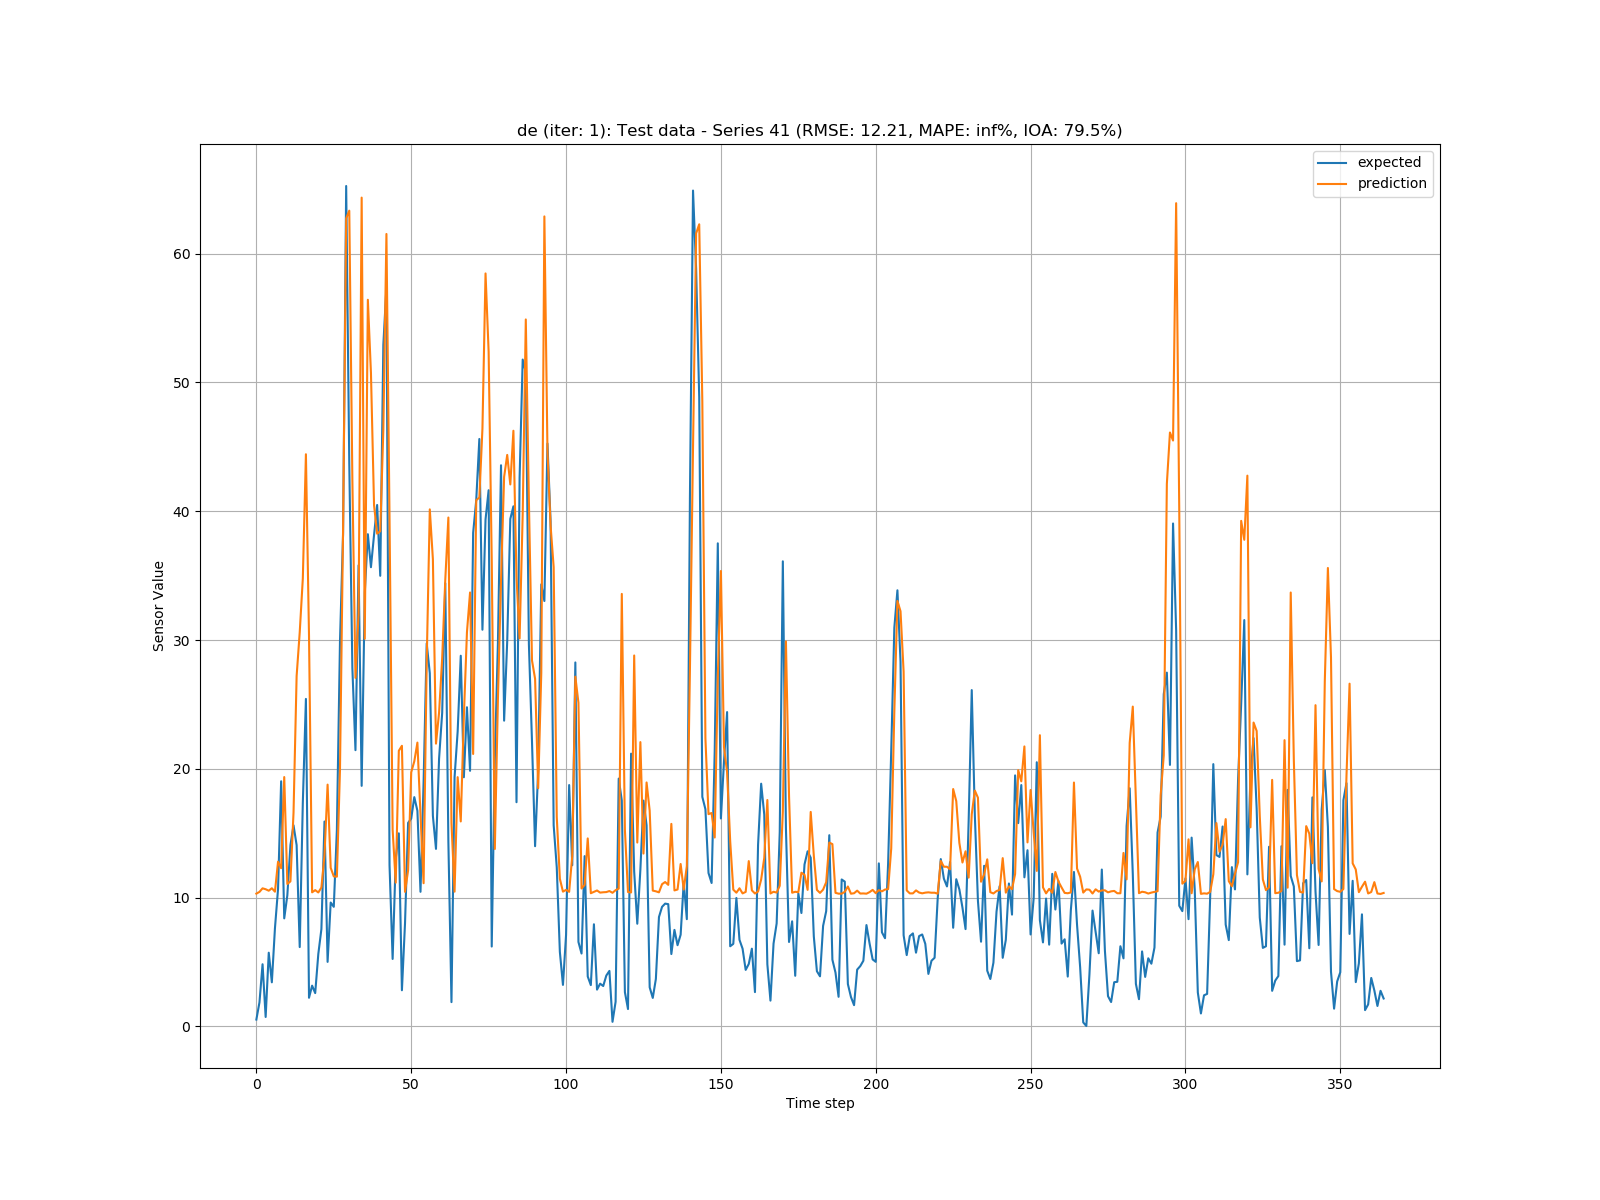 de (iter: 1): Test data - Series 41 (RMSE: 12.21, MAPE: inf%, IOA: 79.5%)
expected
prediction
60
50
40
30
20
10
0
Sensor Value
0 50 100 150 200 250 300 350
Time step